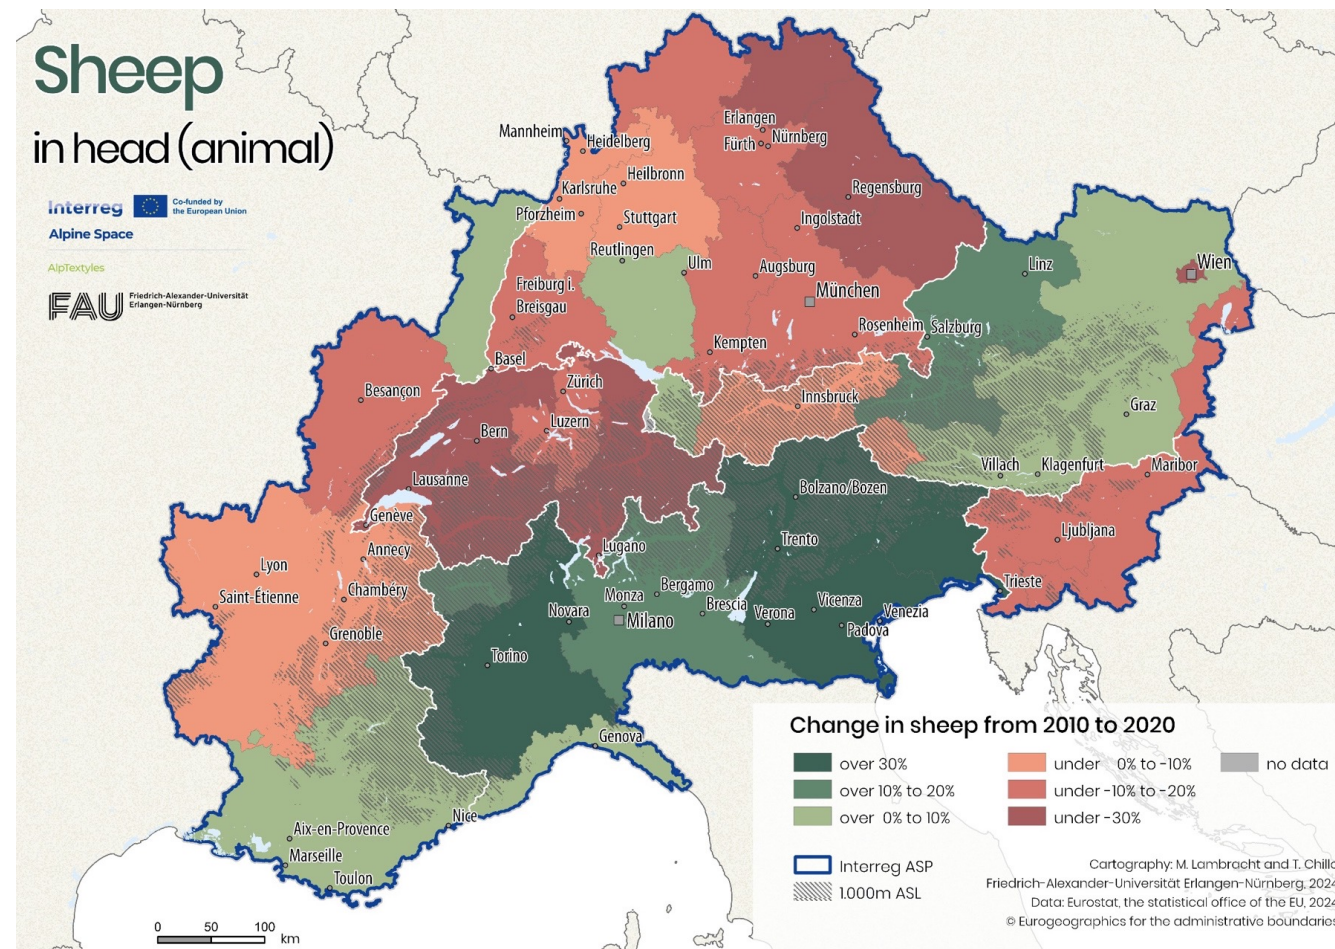 Sheep
in head (animal)
Interreg
Co-funded by
the European Union
Alpine Space
AlpTextyles
FAU
Friedrich-Alexander-Universität
Erlangen-Nürnberg
Mannheim
Heidelberg
Erlangen
Fürth
Nürnberg
Heilbronn
Karlsruhe
Pforzheim
Stuttgart
Regensburg
Ingolstadt
Reutlingen
Ulm
Augsburg
Linz
Wien
Freiburg i.
Breisgau
München
Rosenheim
Salzburg
Kempten
Basel
Zürich
Besançon
Innsbruck
Graz
Luzern
Bern
Villach
Klagenfurt
Maribor
Lausanne
Bolzano/Bozen
Genève
Ljubljana
Annecy
Lugano
Trento
Lyon
Trieste
Chambéry
Saint-Étienne
Bergamo
Monza
Novara
Brescia
Vicenza
Verona
Venezia
Milano
Padova
Grenoble
Torino
Genova
Nice
Aix-en-Provence
Marseille
Toulon
Change in sheep from 2010 to 2020
over 30%
under 0% to -10%
no data
over 10% to 20%
under -10% to -20%
over 0% to 10%
under -30%
Interreg ASP
1.000m ASL
Cartography: M. Lambracht and T. Chillo
Friedrich-Alexander-Universität Erlangen-Nürnberg, 2024
Data: Eurostat, the statistical office of the EU, 2024
© Eurogeographics for the administrative boundaries
0 50 100
km